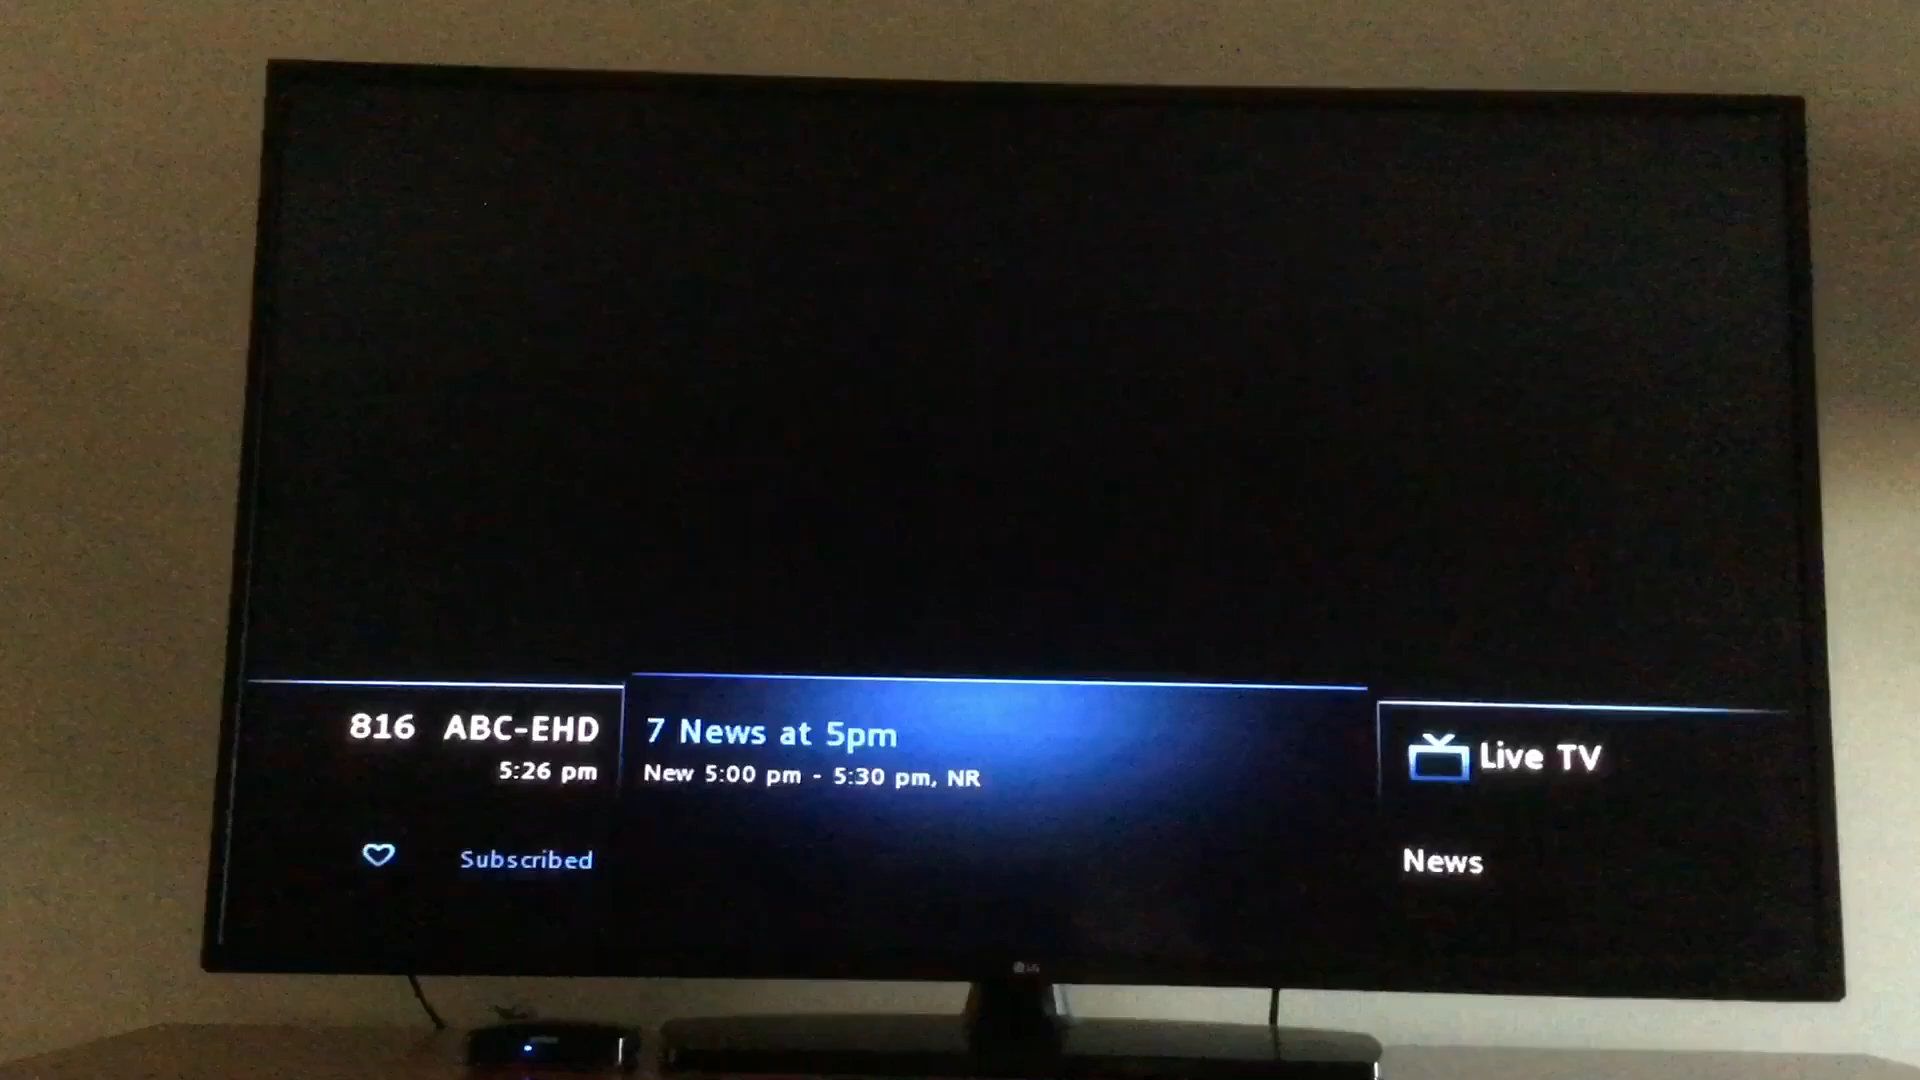 816 ABC-EHD
5:26 pm
Subscribed
7 News at 5pm
New 5:00 pm - 5:30 pm, NR
Live TV
News
LG